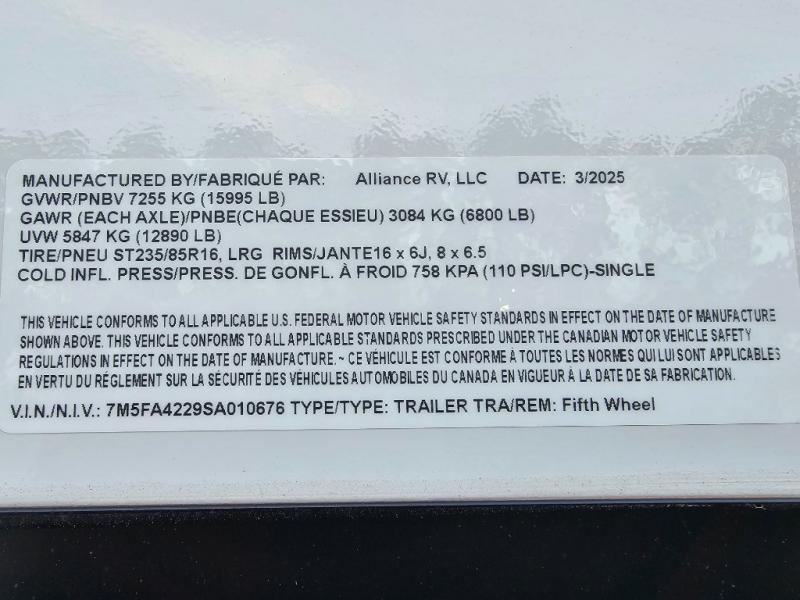 MANUFACTURED BY/FABRIQUÉ PAR: Alliance RV, LLC DATE: 3/2025
GVWR/PNBV 7255 KG (15995 LB)
GAWR (EACH AXLE)/PNBE(CHAQUE ESSIEU) 3084 KG (6800 LB)
UVW 5847 KG (12890 LB)
TIRE/PNEU ST235/85R16, LRG RIMS/JANTE16 x 6J, 8 x 6.5
COLD INFL. PRESS/PRESS. DE GONFL. À FROID 758 KPA (110 PSI/LPC)-SINGLE
THIS VEHICLE CONFORMS TO ALL APPLICABLE U.S. FEDERAL MOTOR VEHICLE SAFETY STANDARDS IN EFFECT ON THE DATE OF MANUFACTURE
SHOWN ABOVE. THIS VEHICLE CONFORMS TO ALL APPLICABLE STANDARDS PRESCRIBED UNDER THE CANADIAN MOTOR VEHICLE SAFETY
REGULATIONS IN EFFECT ON THE DATE OF MANUFACTURE. ~ CE VÉHICULE EST CONFORME À TOUTES LES NORMES QUI LUI SONT APPLICABLES
EN VERTU DU RÉGLEMENT SUR LA SÉCURITÉ DES VÉHICULES AUTOMOBILES DU CANADA EN VIGUEUR À LA DATE DE SA FABRICATION.
V.I.N./N.I.V.: 7M5FA4229SA010676 TYPE/TYPE: TRAILER TRA/REM: Fifth Wheel